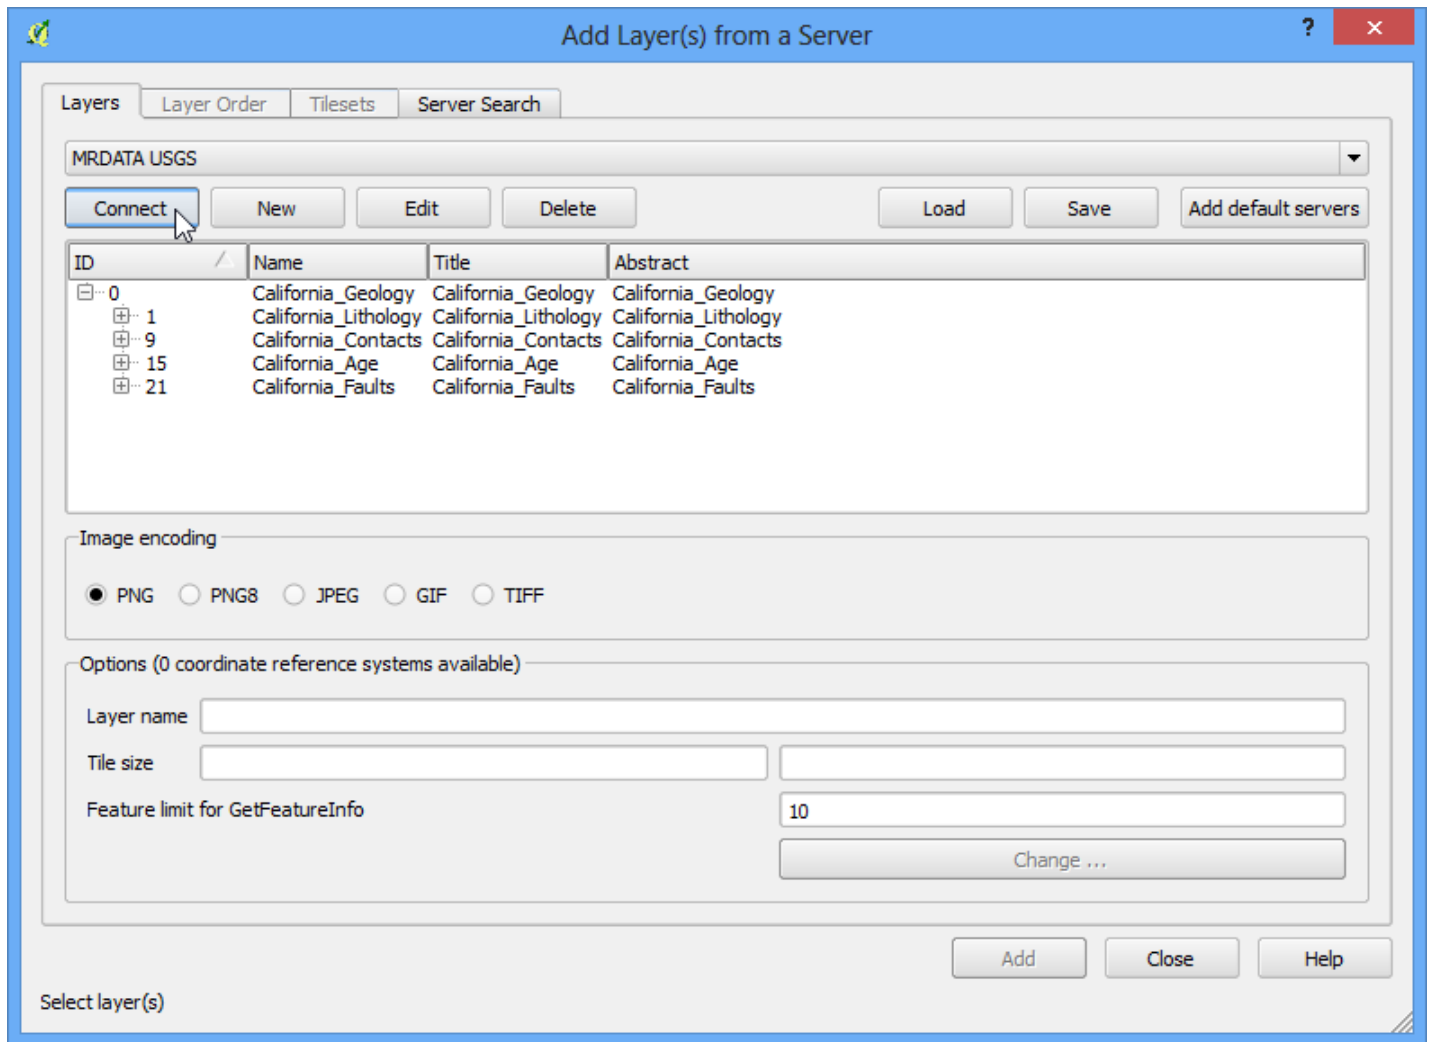 Add Layer(s) from a Server
?
Layers Layer Order Tilesets Server Search
MRDATA USGS
Connect New Edit Delete Load Save Add default servers
ID Name Title Abstract
0 California_Geology California_Geology California_Geology
1 California_Lithology California_Lithology California_Lithology
9 California_Contacts California_Contacts California_Contacts
15 California_Age California_Age California_Age
21 California_Faults California_Faults California_Faults
Image encoding
PNG PNG8 JPEG GIF TIFF
Options (0 coordinate reference systems available)
Layer name
Tile size
Feature limit for GetFeatureInfo 10
Change ...
Add Close Help
Select layer(s)